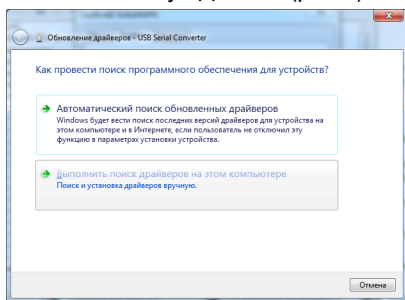 Обновление драйверов - USB Serial Converter
Как провести поиск программного обеспечения для устройств?
Автоматический поиск обновленных драйверов
Windows будет вести поиск последних версий драйверов для устройства на
этом компьютере и в Интернете, если пользователь не отключил эту
функцию в параметрах установки устройства.
Выполнить поиск драйверов на этом компьютере
Поиск и установка драйверов вручную.
Отмена